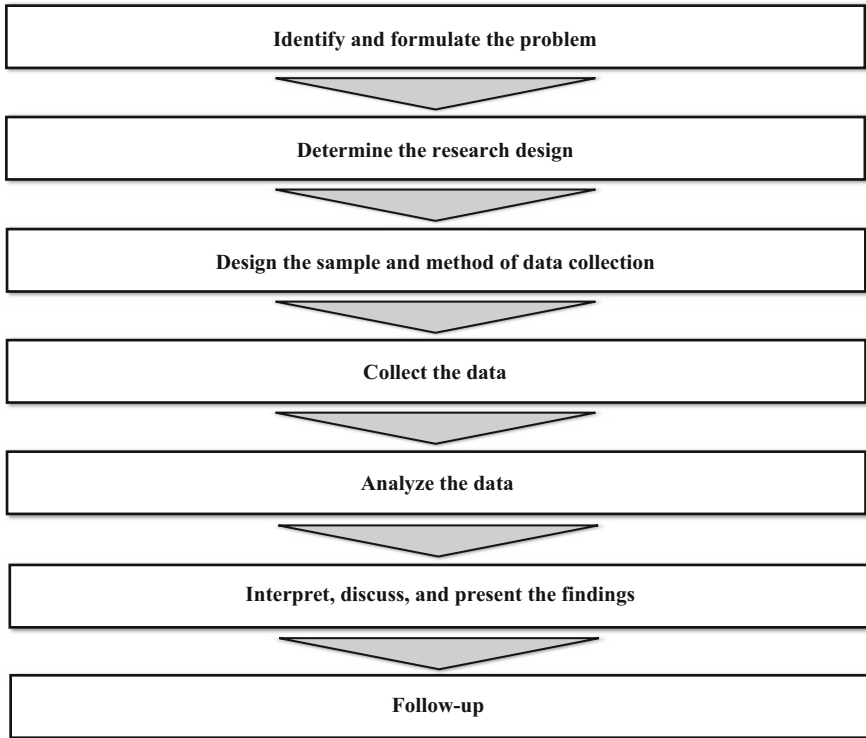 Identify and formulate the problem
Determine the research design
Design the sample and method of data collection
Collect the data
Analyze the data
Interpret, discuss, and present the findings
Follow-up